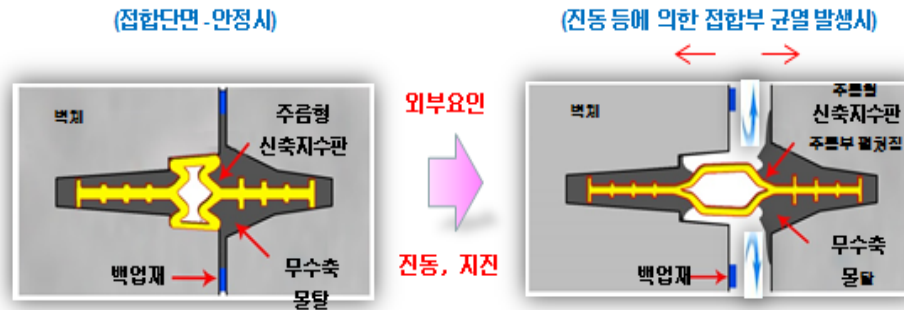 (접합단면 -안정시)
(진동 등에 의한 접합부 균열 발생시)
벽체
주름형
신축지수판
백업재
무수축
몰탈
외부요인
진동, 지진
벽체
주름형
신축지수판
주름부 펼쳐짐
백업재
무수축
몰탈